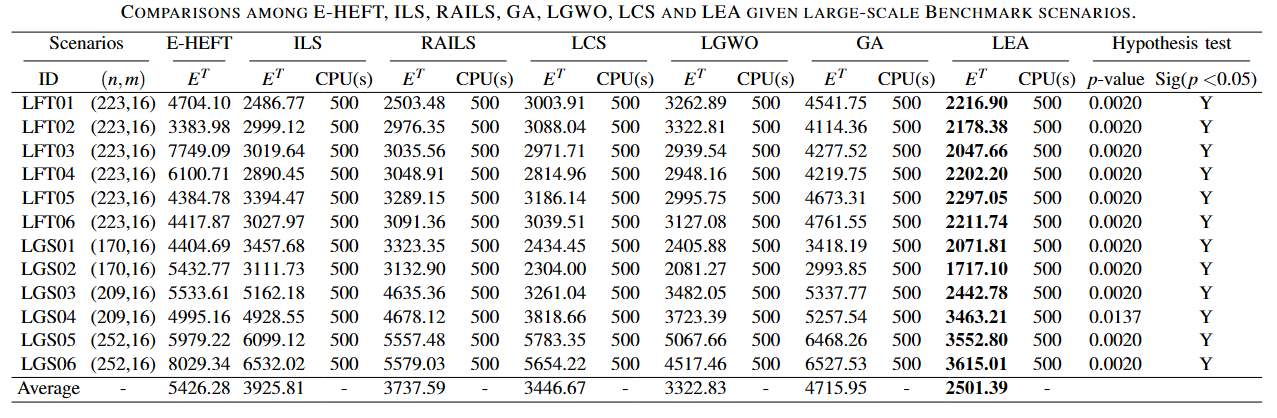 COMPARISONS AMONG E-HEFT, ILS, RAILS, GA, LGWO, LCS AND LEA GIVEN LARGE-SCALE BENCHMARK SCENARIOS.
Scenarios E-HEFT ILS RAILS LCS LGWO GA LEA Hypothesis test
ID (n,m) E^T E^T CPU(s) E^T CPU(s) E^T CPU(s) E^T CPU(s) E^T CPU(s) E^T CPU(s) p-value Sig(p <0.05)
LFT01 (223,16) 4704.10 2486.77 500 2503.48 500 3003.91 500 3262.89 500 4541.75 500 2216.90 500 0.0020 Y
LFT02 (223,16) 3383.98 2999.12 500 2976.35 500 3088.04 500 3322.81 500 4114.36 500 2178.38 500 0.0020 Y
LFT03 (223,16) 7749.09 3019.64 500 3035.56 500 2971.71 500 2939.54 500 4277.52 500 2047.66 500 0.0020 Y
LFT04 (223,16) 6100.71 2890.45 500 3048.91 500 2814.96 500 2948.16 500 4219.75 500 2202.20 500 0.0020 Y
LFT05 (223,16) 4384.78 3394.47 500 3289.15 500 3186.14 500 2995.75 500 4673.31 500 2297.05 500 0.0020 Y
LFT06 (223,16) 4417.87 3027.97 500 3091.36 500 3039.51 500 3127.08 500 4761.55 500 2211.74 500 0.0020 Y
LGS01 (170,16) 4404.69 3457.68 500 3323.35 500 2434.45 500 2405.88 500 3418.19 500 2071.81 500 0.0020 Y
LGS02 (170,16) 5432.77 3111.73 500 3132.90 500 2304.00 500 2081.27 500 2993.85 500 1717.10 500 0.0020 Y
LGS03 (209,16) 5533.61 5162.18 500 4635.36 500 3261.04 500 3482.05 500 5337.77 500 2442.78 500 0.0020 Y
LGS04 (209,16) 4995.16 4928.55 500 4678.12 500 3818.66 500 3723.39 500 5257.54 500 3463.21 500 0.0137 Y
LGS05 (252,16) 5979.22 6099.12 500 5557.48 500 5783.35 500 5067.66 500 6468.26 500 3552.80 500 0.0020 Y
LGS06 (252,16) 8029.34 6532.02 500 5579.03 500 5654.22 500 4517.46 500 6527.53 500 3615.01 500 0.0020 Y
Average - 5426.28 3925.81 - 3737.59 - 3446.67 - 3322.83 - 4715.95 - 2501.39 -